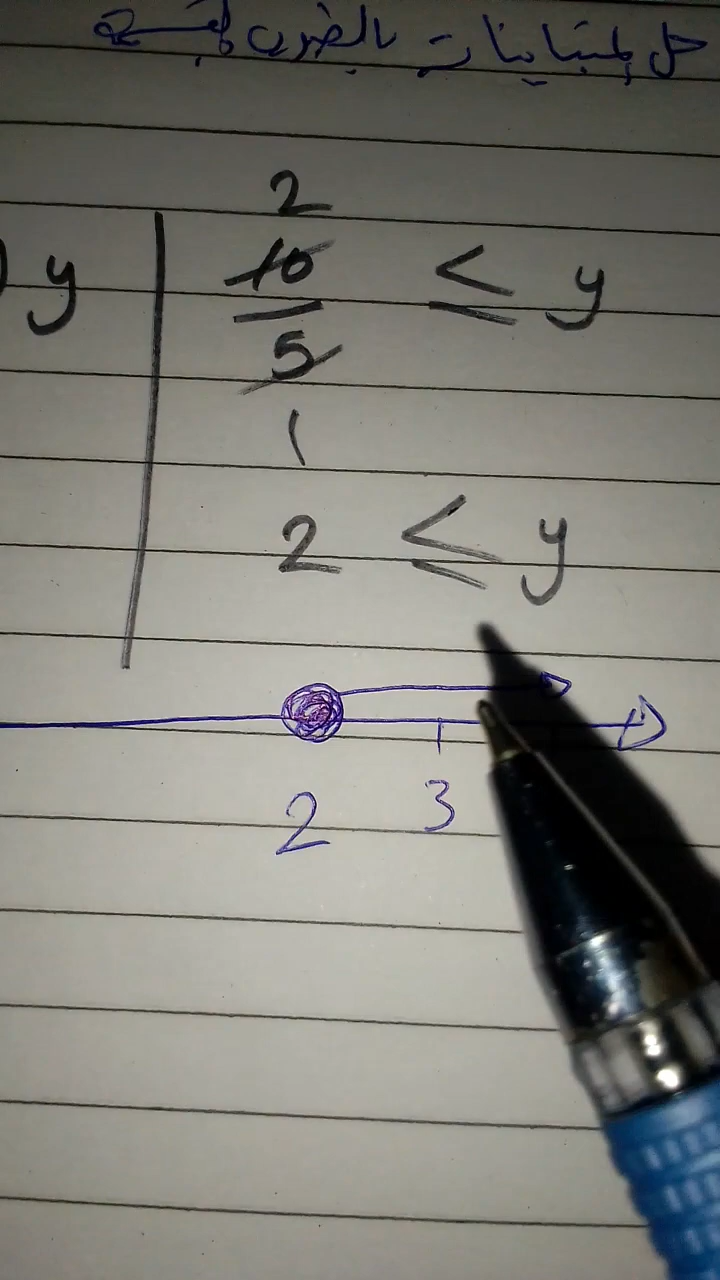 حل المتباينات بالضرب والقسمة
2
) y | 10 ≤ y
5
1
2 ≤ y
2 3